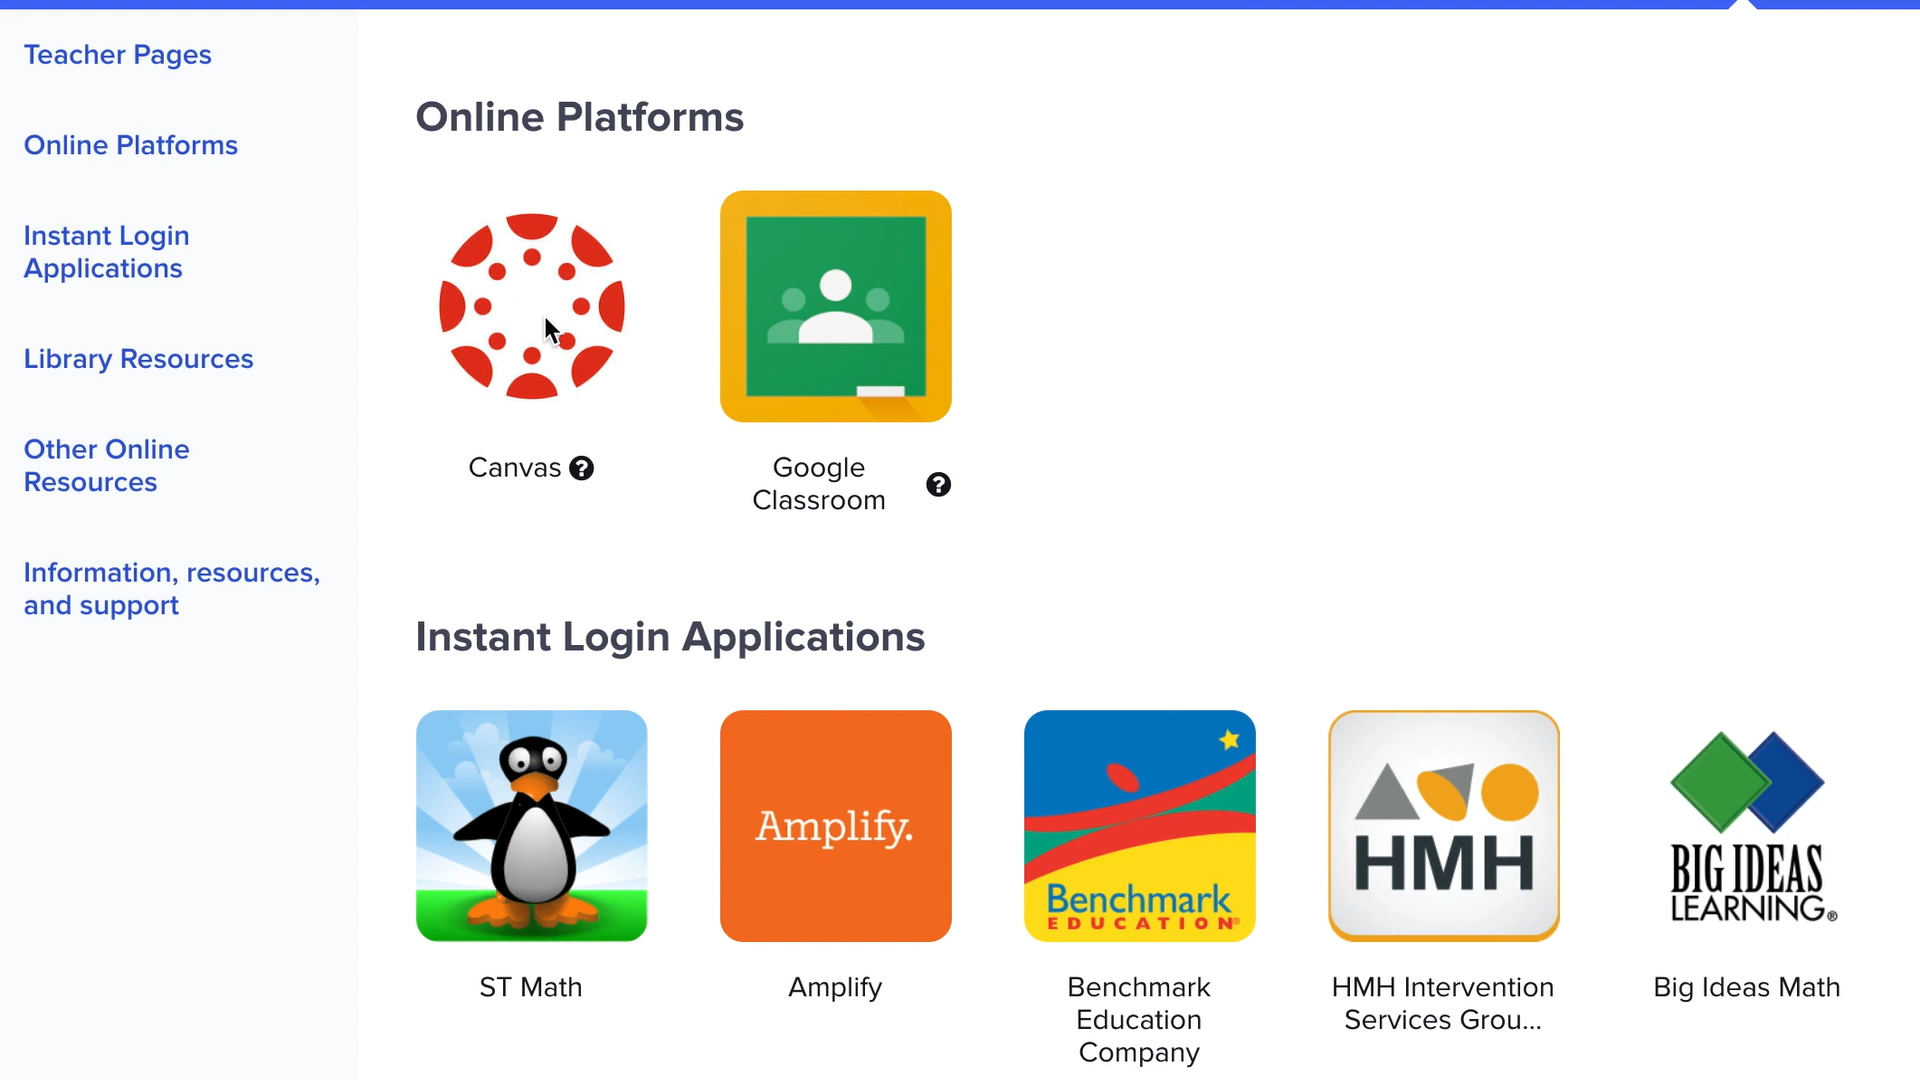 Teacher Pages
Online Platforms
Instant Login
Applications
Library Resources
Other Online
Resources
Information, resources,
and support
Online Platforms
Canvas ?
Google
Classroom
?
Instant Login Applications
Amplify.
Benchmark
EDUCATION®
HMH
BIG IDEAS
LEARNING®
ST Math
Amplify
Benchmark
Education
Company
HMH Intervention
Services Grou...
Big Ideas Math